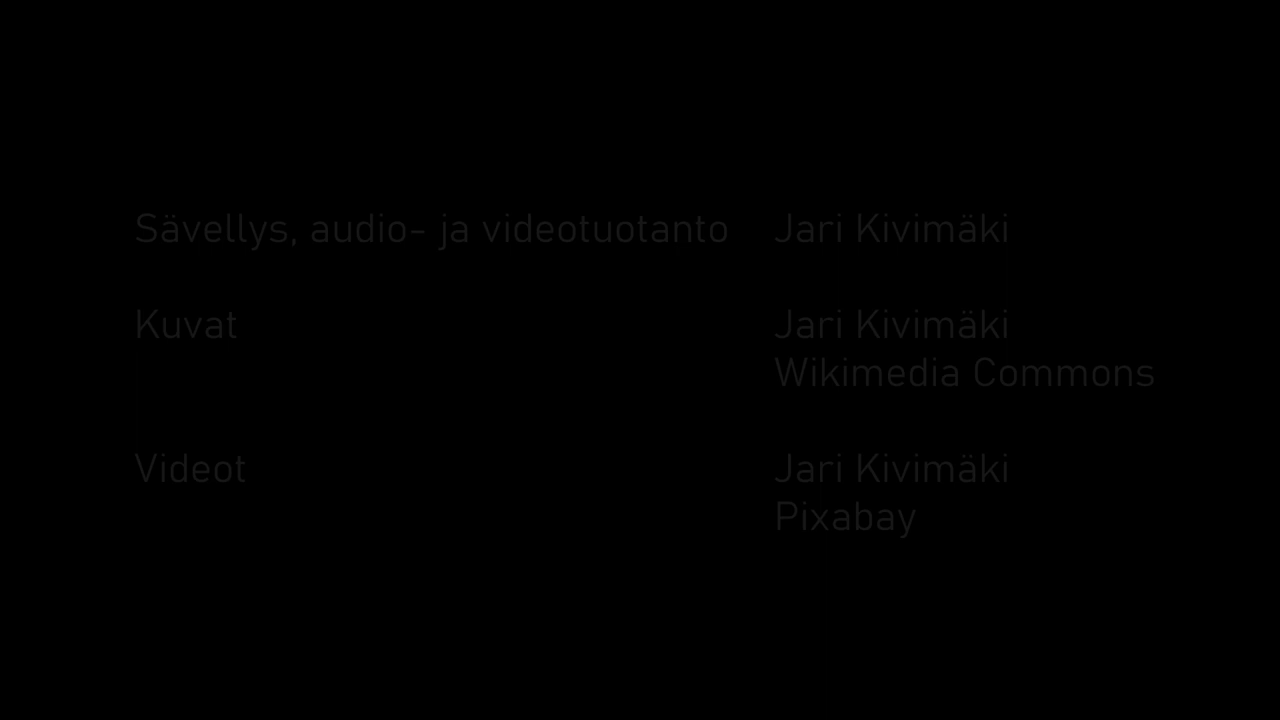 Sävellys, audio- ja videotuotanto Jari Kivimäki
Kuvat Jari Kivimäki
Wikimedia Commons
Videot Jari Kivimäki
Pixabay